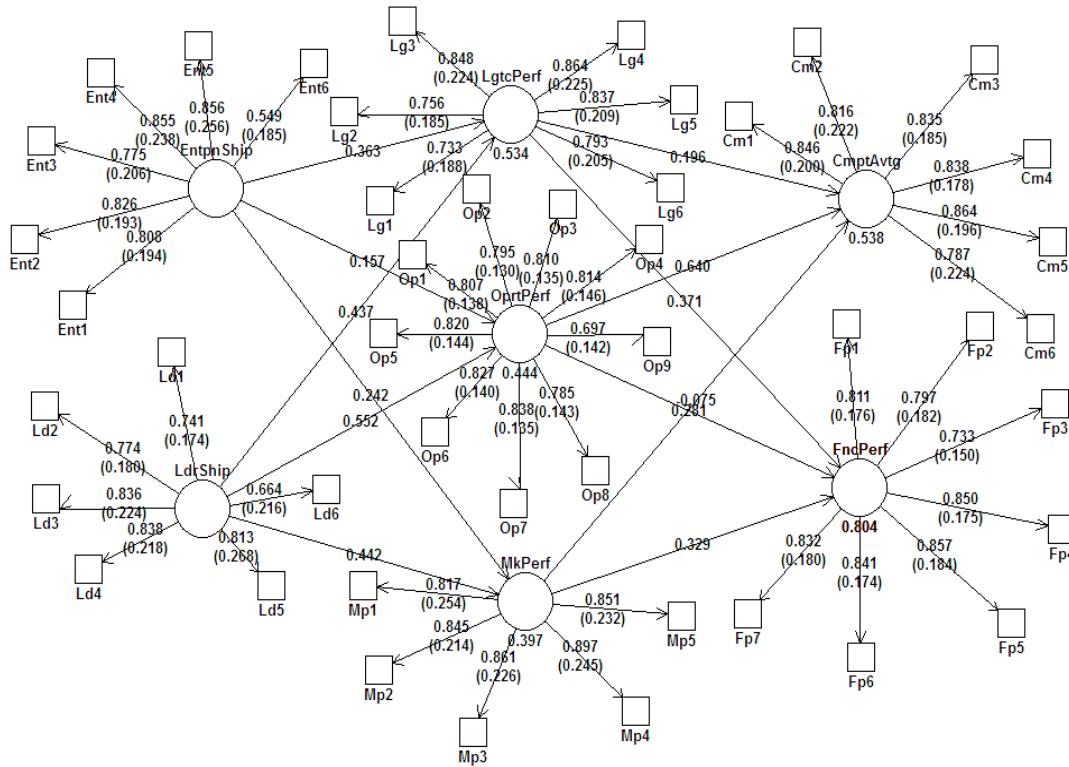 Lg3
0.848
(0.224)
LgtcPerf
0.864
(0.225)
Lg4
Ent5
Ent4
0.856
(0.256)
0.549
(0.185)
Ent6
0.855
(0.238)
EntpnShip
Ent3
0.775
(0.206)
Ent2
0.826
(0.193)
0.808
(0.194)
Ent1
Lg2
0.756
(0.185)
0.837
(0.209)
Lg5
0.733
(0.188)
0.534
0.793
(0.205)
Lg1
Lg6
0.363
0.196
Cm2
0.816
(0.222)
0.835
(0.185)
Cm3
Cm1
0.846
(0.200)
CmptAvtg
0.838
(0.178)
Cm4
0.538
0.864
(0.196)
Cm5
0.787
(0.224)
Cm6
Op2
0.795
(0.130)
Op3
0.810
(0.135)
Op1
0.807
(0.138)
0.814
(0.146)
Op4
OprtPerf
0.157
0.640
0.371
Op5
0.820
(0.144)
0.697
(0.142)
Op9
0.444
0.827
(0.140)
0.838
(0.135)
0.785
(0.143)
Op6
Op7
Op8
0.437
0.242
0.552
0.075
0.281
Ld1
0.741
(0.174)
Ld2
0.774
(0.180)
LdrShip
0.664
(0.216)
Ld6
Ld3
0.836
(0.224)
0.838
(0.218)
0.813
(0.268)
Ld4
Ld5
0.442
0.329
MkPerf
Mp1
0.817
(0.254)
0.851
(0.232)
Mp5
0.397
0.845
(0.214)
0.861
(0.226)
0.897
(0.245)
Mp2
Mp3
Mp4
Fp1
0.811
(0.176)
Fp2
0.797
(0.182)
0.733
(0.150)
Fp3
FncPerf
0.804
0.850
(0.175)
Fp4
0.832
(0.180)
0.841
(0.174)
0.857
(0.184)
Fp7
Fp6
Fp5